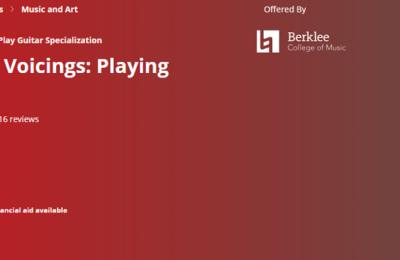 s > Music and Art
Offered By
Berklee
College of Music
Play Guitar Specialization
Voicings: Playing
16 reviews
ancial aid available